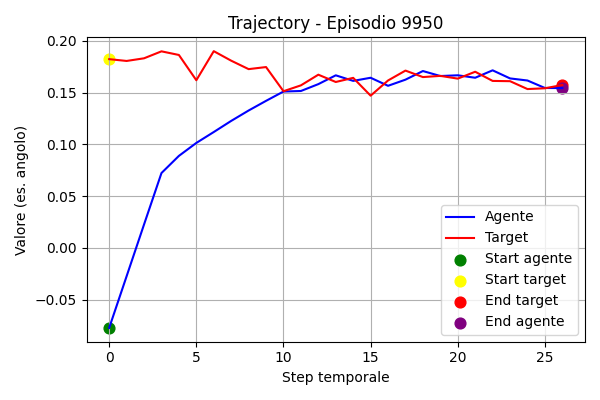 Trajectory - Episodio 9950
Valore (es. angolo)
0.20
0.15
0.10
0.05
0.00
−0.05
0
5
10
15
20
25
Step temporale
Agente
Target
Start agente
Start target
End target
End agente